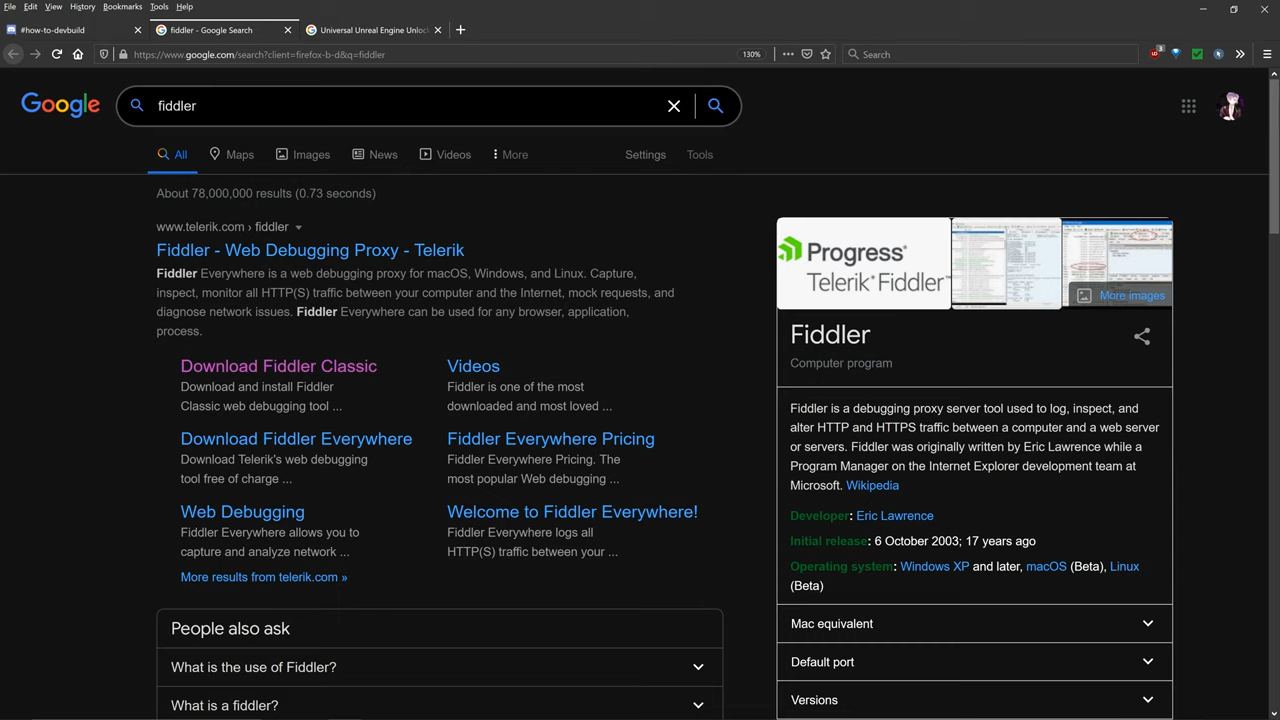 File Edit View History Bookmarks Tools Help
#how-to-devbuild
fiddler - Google Search
Universal Unreal Engine Unlock
https://www.google.com/search?client=firefox-b-d&q=fiddler
130%
Search
Google
fiddler
All Maps Images News Videos More Settings Tools
About 78,000,000 results (0.73 seconds)
www.telerik.com › fiddler
Fiddler - Web Debugging Proxy - Telerik
Fiddler Everywhere is a web debugging proxy for macOS, Windows, and Linux. Capture,
inspect, monitor all HTTP(S) traffic between your computer and the Internet, mock requests, and
diagnose network issues. Fiddler Everywhere can be used for any browser, application,
process.
Download Fiddler Classic
Download and install Fiddler
Classic web debugging tool ...
Videos
Fiddler is one of the most
downloaded and most loved ...
Download Fiddler Everywhere
Download Telerik's web debugging
tool free of charge ...
Fiddler Everywhere Pricing
Fiddler Everywhere Pricing. The
most popular Web debugging ...
Web Debugging
Fiddler Everywhere allows you to
capture and analyze network ...
Welcome to Fiddler Everywhere!
Fiddler Everywhere logs all
HTTP(S) traffic between your ...
More results from telerik.com »
People also ask
What is the use of Fiddler?
What is a fiddler?
Progress®
Telerik® Fiddler™
More images
Fiddler
Computer program
Fiddler is a debugging proxy server tool used to log, inspect, and
alter HTTP and HTTPS traffic between a computer and a web server
or servers. Fiddler was originally written by Eric Lawrence while a
Program Manager on the Internet Explorer development team at
Microsoft. Wikipedia
Developer: Eric Lawrence
Initial release: 6 October 2003; 17 years ago
Operating system: Windows XP and later, macOS (Beta), Linux
(Beta)
Mac equivalent
Default port
Versions